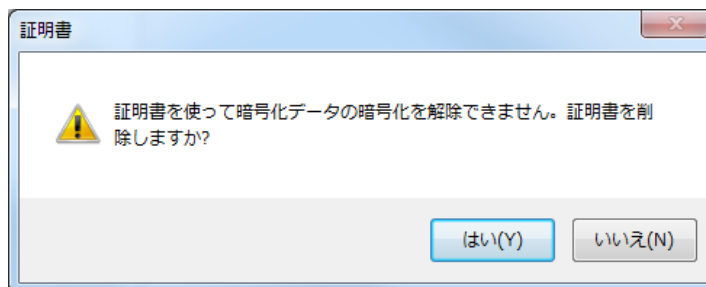 証明書
証明書を使って暗号化データの暗号化を解除できません。証明書を削
除しますか?
はい(Y)
いいえ(N)